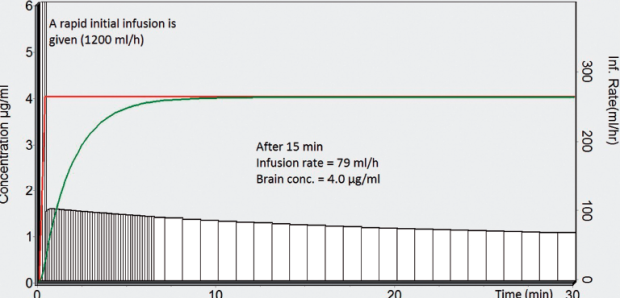 6
A rapid initial infusion is
given (1200 ml/h)
5
4
3
2
1
0
Concentration µg/ml
After 15 min
Infusion rate = 79 ml/h
Brain conc. = 4.0 µg/ml
300
200
100
0
Inf. Rate(ml/hr)
0
10
20
Time (min)
30